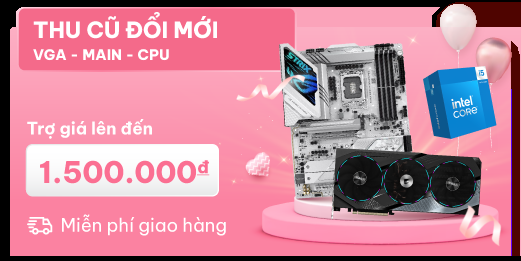 THU CŨ ĐỔI MỚI
VGA - MAIN - CPU
Trợ giá lên đến
1.500.000đ
Miễn phí giao hàng
STRIX
intel
CORE
i5